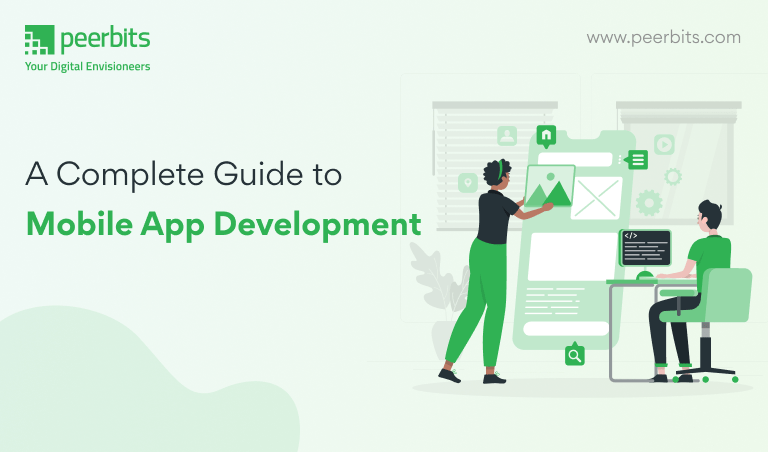 peerbits
Your Digital Envisioneers
www.peerbits.com
A Complete Guide to
Mobile App Development
</>